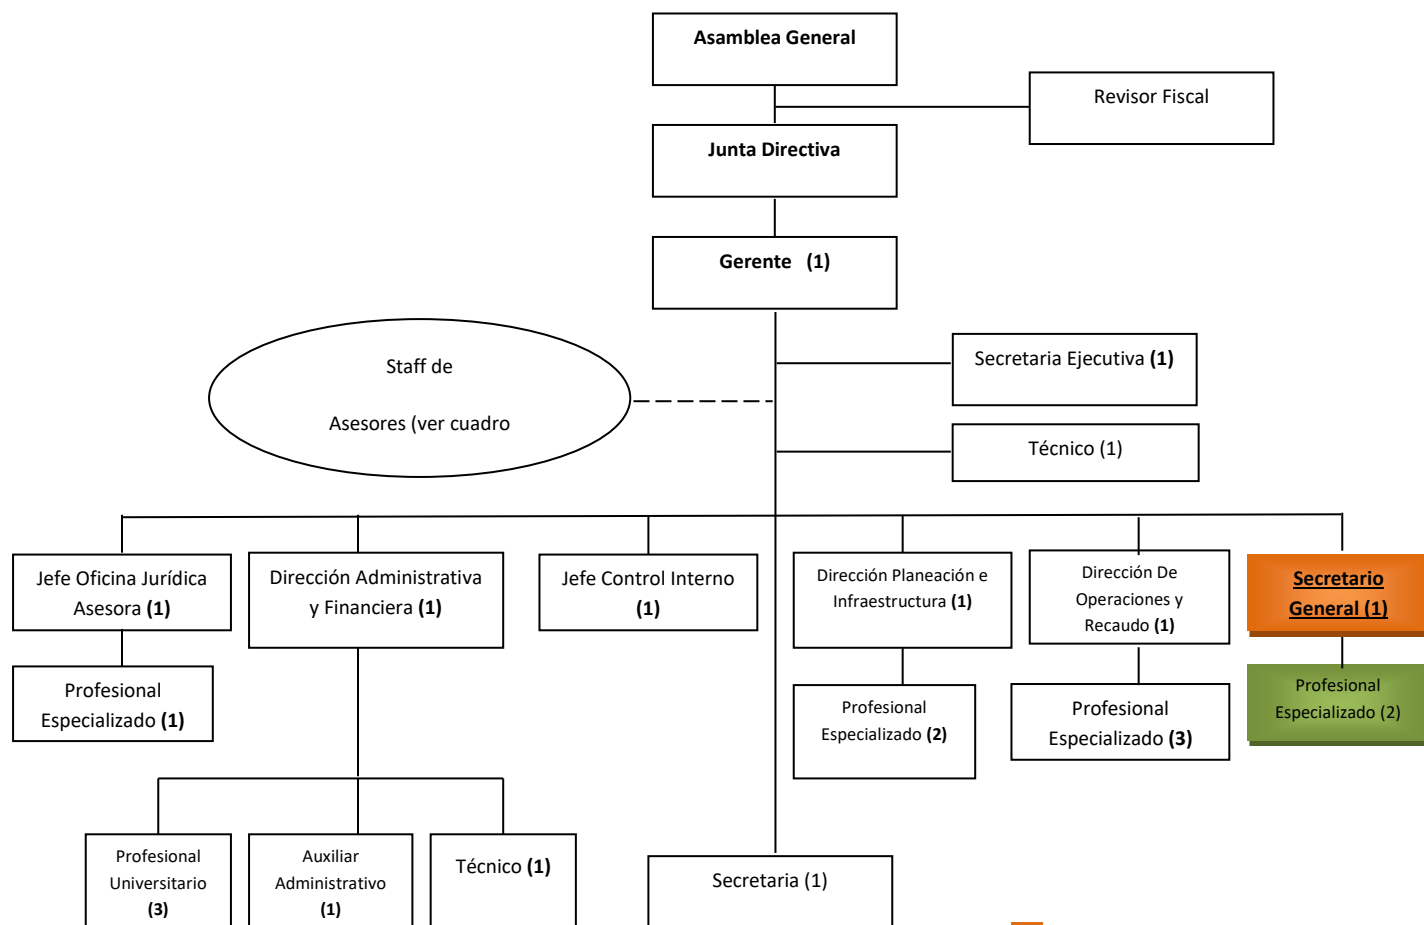 Asamblea General
Revisor Fiscal
Junta Directiva
Gerente (1)
Staff de
Asesores (ver cuadro
Secretaria Ejecutiva (1)
Técnico (1)
Jefe Oficina Jurídica
Asesora (1)
Dirección Administrativa
y Financiera (1)
Jefe Control Interno
(1)
Dirección Planeación e
Infraestructura (1)
Dirección De
Operaciones y
Recaudo (1)
Secretario
General (1)
Profesional
Especializado (1)
Profesional
Especializado (2)
Profesional
Especializado (3)
Profesional
Especializado (2)
Profesional
Universitario
(3)
Auxiliar
Administrativo
(1)
Técnico (1)
Secretaria (1)